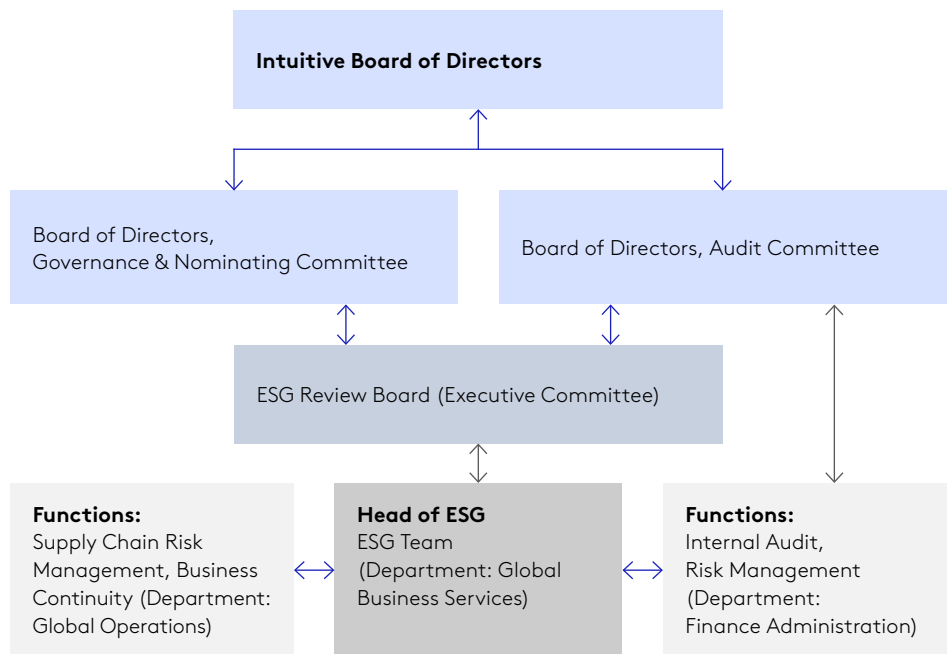 Intuitive Board of Directors
Board of Directors,
Governance & Nominating Committee
Board of Directors, Audit Committee
ESG Review Board (Executive Committee)
Functions:
Supply Chain Risk
Management, Business
Continuity (Department:
Global Operations)
Head of ESG
ESG Team
(Department: Global
Business Services)
Functions:
Internal Audit,
Risk Management
(Department:
Finance Administration)